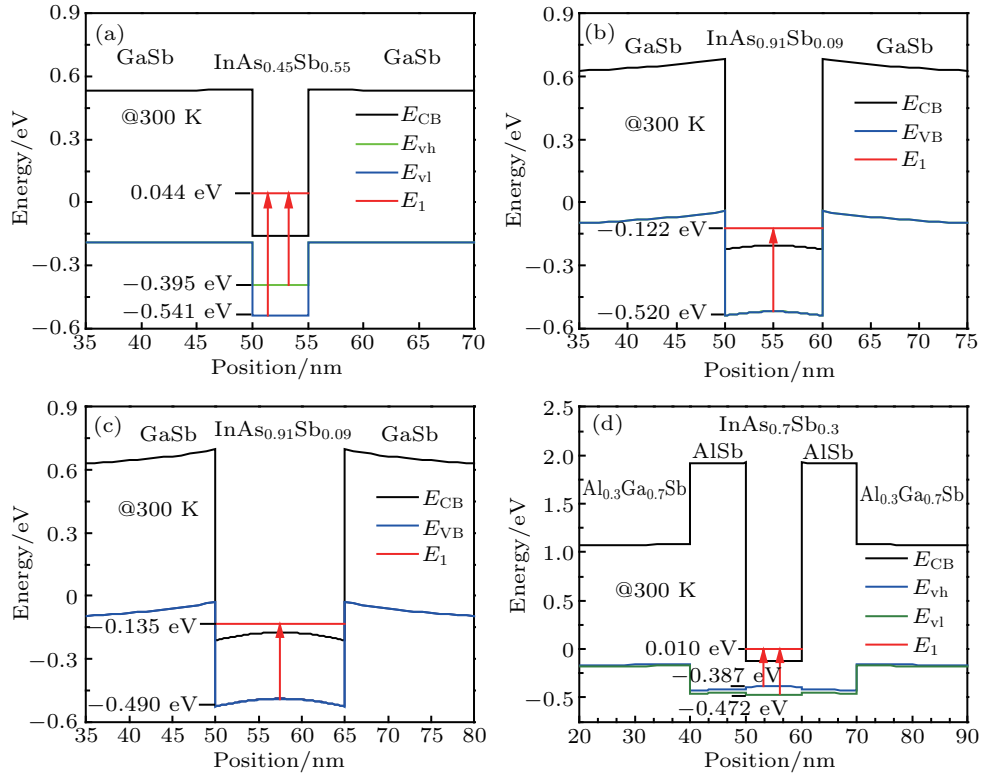 (a)
GaSb
InAs0.45Sb0.55
GaSb
@300 K
ECB
Evh
Evl
E1
0.044 eV
−0.395 eV
−0.541 eV
0.9
0.6
0.3
0
−0.3
−0.6
Energy/eV
35 40 45 50 55 60 65 70
Position/nm
(b)
InAs0.91Sb0.09
GaSb
GaSb
@300 K
ECB
EVB
E1
−0.122 eV
−0.520 eV
0.9
0.6
0.3
0
−0.3
−0.6
Energy/eV
35 40 45 50 55 60 65 70 75
Position/nm
(c)
GaSb
InAs0.91Sb0.09
GaSb
@300 K
ECB
EVB
E1
−0.135 eV
−0.490 eV
0.9
0.6
0.3
0
−0.3
−0.6
Energy/eV
35 40 45 50 55 60 65 70 75 80
Position/nm
(d)
InAs0.7Sb0.3
AlSb
AlSb
Al0.3Ga0.7Sb
Al0.3Ga0.7Sb
@300 K
ECB
Evh
Evl
E1
0.010 eV
−0.387 eV
−0.472 eV
2.5
2.0
1.5
1.0
0.5
0
−0.5
Energy/eV
20 30 40 50 60 70 80 90
Position/nm